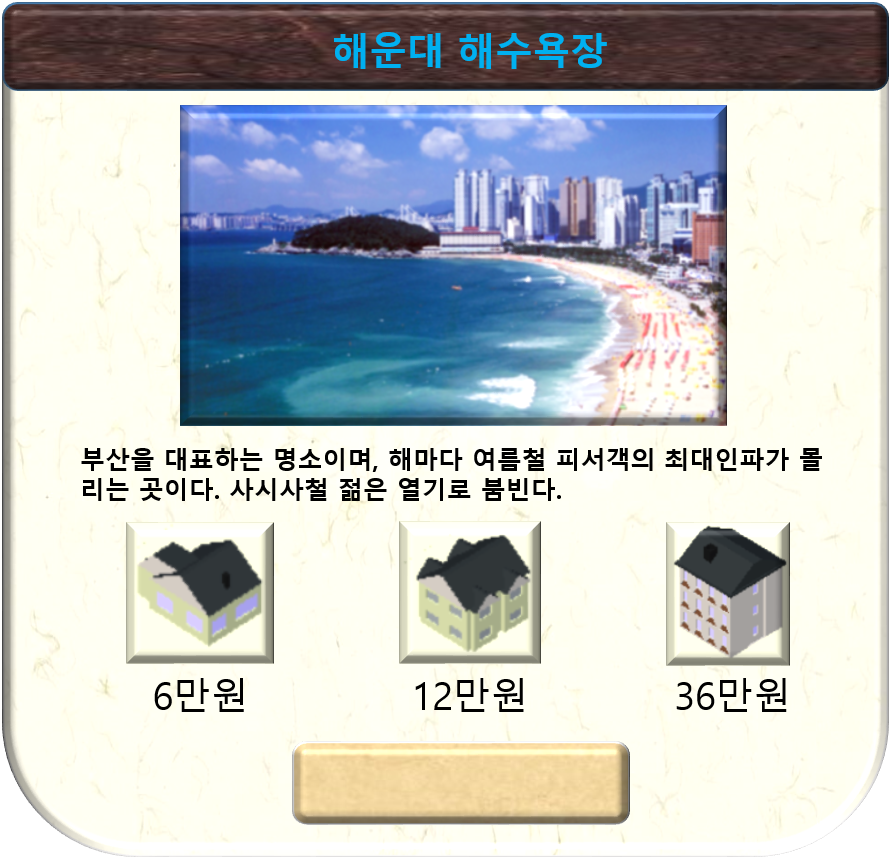 해운대 해수욕장
부산을 대표하는 명소이며, 해마다 여름철 피서객의 최대인파가 몰
리는 곳이다. 사시사철 젊은 열기로 붐빈다.
6만원 12만원 36만원